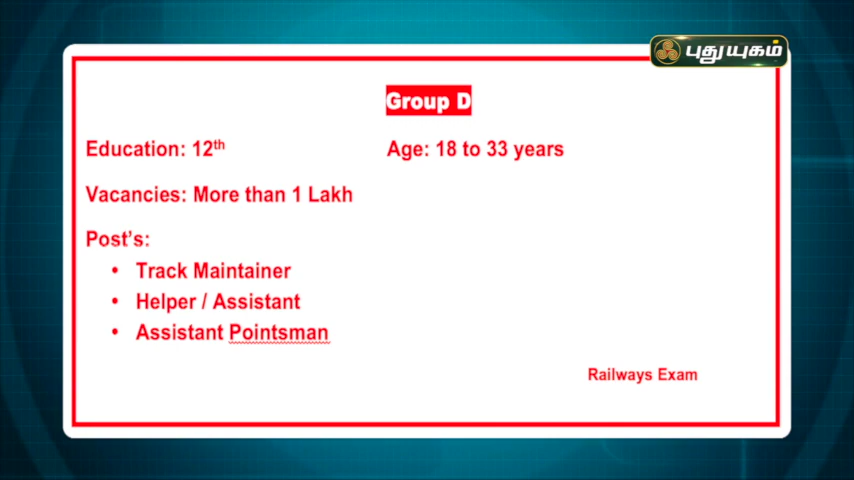 புதுயுகம்
Group D
Education: 12th Age: 18 to 33 years
Vacancies: More than 1 Lakh
Post's:
• Track Maintainer
• Helper / Assistant
• Assistant Pointsman
Railways Exam